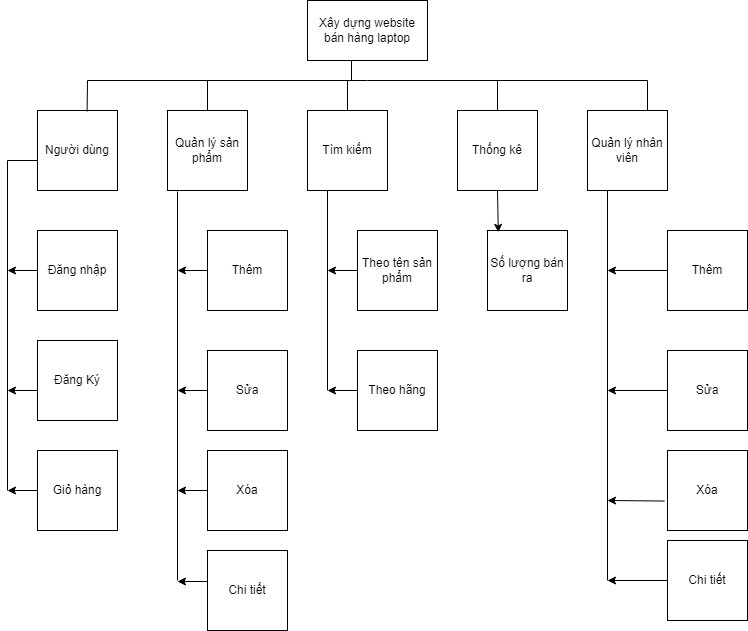 Xây dựng website
bán hàng laptop
Người dùng
Quản lý sản
phẩm
Tìm kiếm
Thống kê
Quản lý nhân
viên
Đăng nhập
Thêm
Theo tên sản
phẩm
Số lượng bán
ra
Thêm
Đăng Ký
Sửa
Theo hãng
Sửa
Giỏ hàng
Xóa
Xóa
Chi tiết
Chi tiết